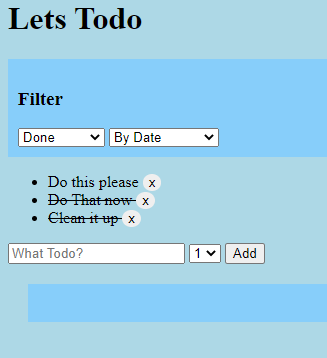 Lets Todo
Filter
Done By Date
Do this please x
Do That now x
Clean it up x
What Todo? 1 Add